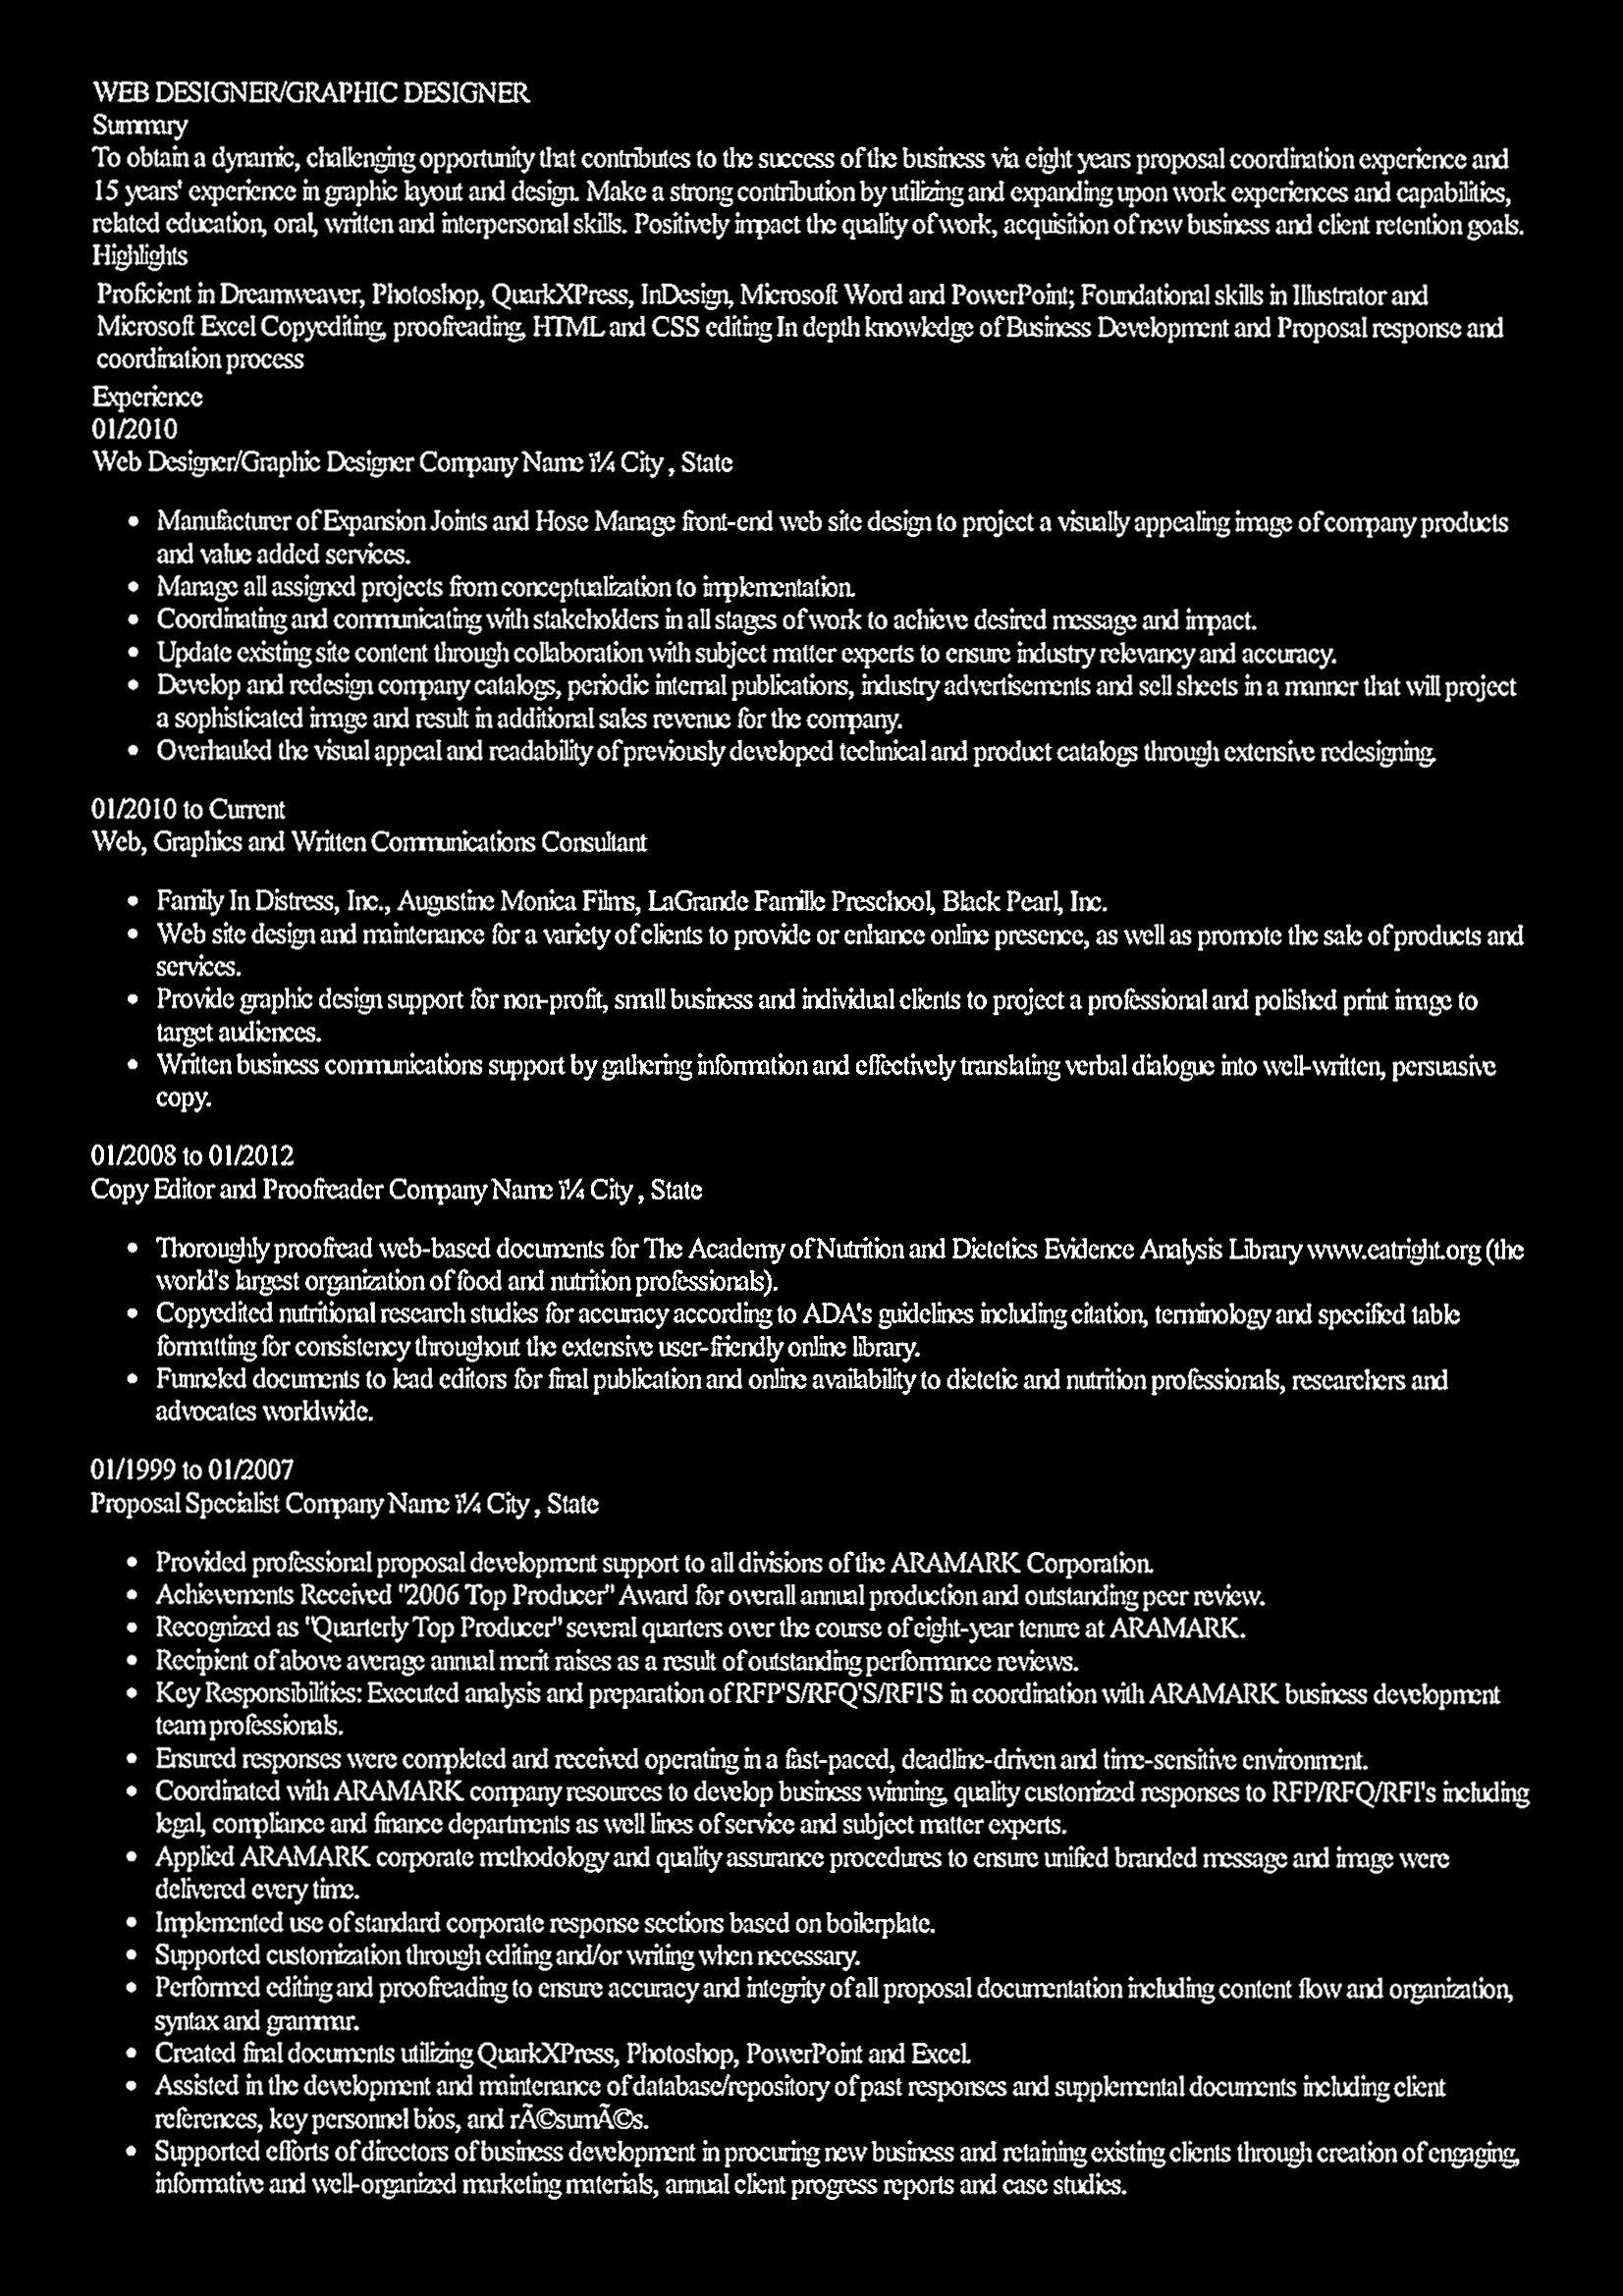 WEB DESIGNER/GRAPHIC DESIGNER
Summary
To obtain a dynamic, challenging opportunity that contributes to the success of the business via eight years proposal coordination experience and
15 years' experience in graphic layout and design. Make a strong contribution by utilizing and expanding upon work experiences and capabilities,
related education, oral, written and interpersonal skills. Positively impact the quality of work, acquisition of new business and client retention goals.
Highlights
Proficient in Dreamweaver, Photoshop, QuarkXPress, InDesign, Microsoft Word and PowerPoint; Foundational skills in Illustrator and
Microsoft Excel Copyediting, proofreading, HTML and CSS editing In depth knowledge of Business Development and Proposal response and
coordination process
Experience
01/2010
Web Designer/Graphic Designer Company Name ï¼ City , State
• Manufacturer of Expansion Joints and Hose Manage front-end web site design to project a visually appealing image of company products
and value added services.
• Manage all assigned projects from conceptualization to implementation.
• Coordinating and communicating with stakeholders in all stages of work to achieve desired message and impact.
• Update existing site content through collaboration with subject matter experts to ensure industry relevancy and accuracy.
• Develop and redesign company catalogs, periodic internal publications, industry advertisements and sell sheets in a manner that will project
a sophisticated image and result in additional sales revenue for the company.
• Overhauled the visual appeal and readability of previously developed technical and product catalogs through extensive redesigning.
01/2010 to Current
Web, Graphics and Written Communications Consultant
• Family In Distress, Inc., Augustine Monica Films, LaGrande Famille Preschool, Black Pearl, Inc.
• Web site design and maintenance for a variety of clients to provide or enhance online presence, as well as promote the sale of products and
services.
• Provide graphic design support for non-profit, small business and individual clients to project a professional and polished print image to
target audiences.
• Written business communications support by gathering information and effectively translating verbal dialogue into well-written, persuasive
copy.
01/2008 to 01/2012
Copy Editor and Proofreader Company Name ï¼ City , State
• Thoroughly proofread web-based documents for The Academy of Nutrition and Dietetics Evidence Analysis Library www.eatright.org (the
world's largest organization of food and nutrition professionals).
• Copyedited nutritional research studies for accuracy according to ADA's guidelines including citation, terminology and specified table
formatting for consistency throughout the extensive user-friendly online library.
• Funneled documents to lead editors for final publication and online availability to dietetic and nutrition professionals, researchers and
advocates worldwide.
01/1999 to 01/2007
Proposal Specialist Company Name ï¼ City , State
• Provided professional proposal development support to all divisions of the ARAMARK Corporation.
• Achievements Received "2006 Top Producer" Award for overall annual production and outstanding peer review.
• Recognized as "Quarterly Top Producer" several quarters over the course of eight-year tenure at ARAMARK.
• Recipient of above average annual merit raises as a result of outstanding performance reviews.
• Key Responsibilities: Executed analysis and preparation of RFP'S/RFQ'S/RFI'S in coordination with ARAMARK business development
team professionals.
• Ensured responses were completed and received operating in a fast-paced, deadline-driven and time-sensitive environment.
• Coordinated with ARAMARK company resources to develop business winning, quality customized responses to RFP/RFQ/RFI's including
legal, compliance and finance departments as well lines of service and subject matter experts.
• Applied ARAMARK corporate methodology and quality assurance procedures to ensure unified branded message and image were
delivered every time.
• Implemented use of standard corporate response sections based on boilerplate.
• Supported customization through editing and/or writing when necessary.
• Performed editing and proofreading to ensure accuracy and integrity of all proposal documentation including content flow and organization,
syntax and grammar.
• Created final documents utilizing QuarkXPress, Photoshop, PowerPoint and Excel.
• Assisted in the development and maintenance of database/repository of past responses and supplemental documents including client
references, key personnel bios, and rÃ©sumÃ©s.
• Supported efforts of directors of business development in procuring new business and retaining existing clients through creation of engaging,
informative and well-organized marketing materials, annual client progress reports and case studies.